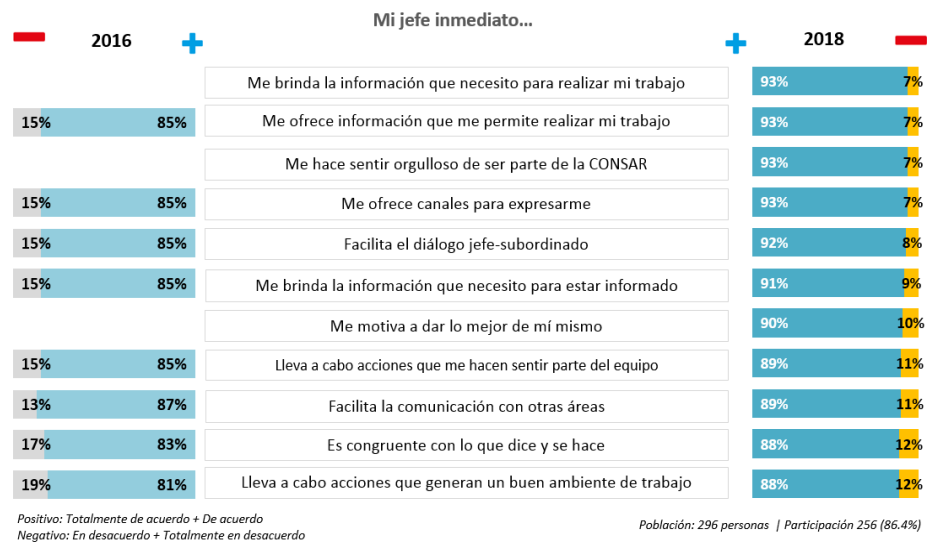 Mi jefe inmediato...
2016
2018
Me brinda la información que necesito para realizar mi trabajo 93% 7%
15% 85% Me ofrece información que me permite realizar mi trabajo 93% 7%
Me hace sentir orgulloso de ser parte de la CONSAR 93% 7%
15% 85% Me ofrece canales para expresarme 93% 7%
15% 85% Facilita el diálogo jefe-subordinado 92% 8%
15% 85% Me brinda la información que necesito para estar informado 91% 9%
Me motiva a dar lo mejor de mí mismo 90% 10%
15% 85% Lleva a cabo acciones que me hacen sentir parte del equipo 89% 11%
13% 87% Facilita la comunicación con otras áreas 89% 11%
17% 83% Es congruente con lo que dice y se hace 88% 12%
19% 81% Lleva a cabo acciones que generan un buen ambiente de trabajo 88% 12%
Positivo: Totalmente de acuerdo + De acuerdo
Negativo: En desacuerdo + Totalmente en desacuerdo
Población: 296 personas | Participación 256 (86.4%)